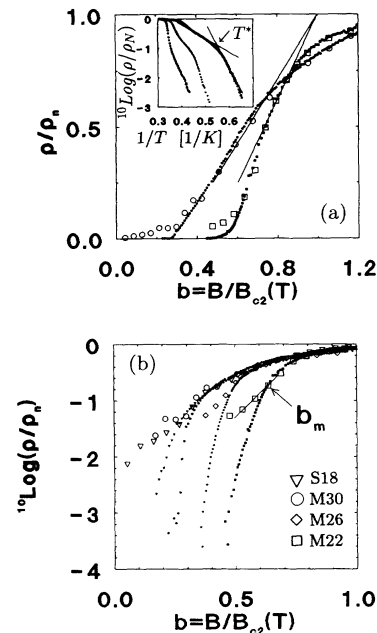 (a)
ρ/ρn
1.0
0.5
0.0
0.0 0.4 0.8 1.2
b=B/Bc2(T)
10Log(ρ/ρN)
0
-1
-2
-3
0.3 0.4 0.5 0.6
1/T [1/K]
T*
(b)
10Log(ρ/ρn)
0
-1
-2
-3
-4
0.0 0.5 1.0
b=B/Bc2(T)
bm
▽ S18
○ M30
◇ M26
□ M22